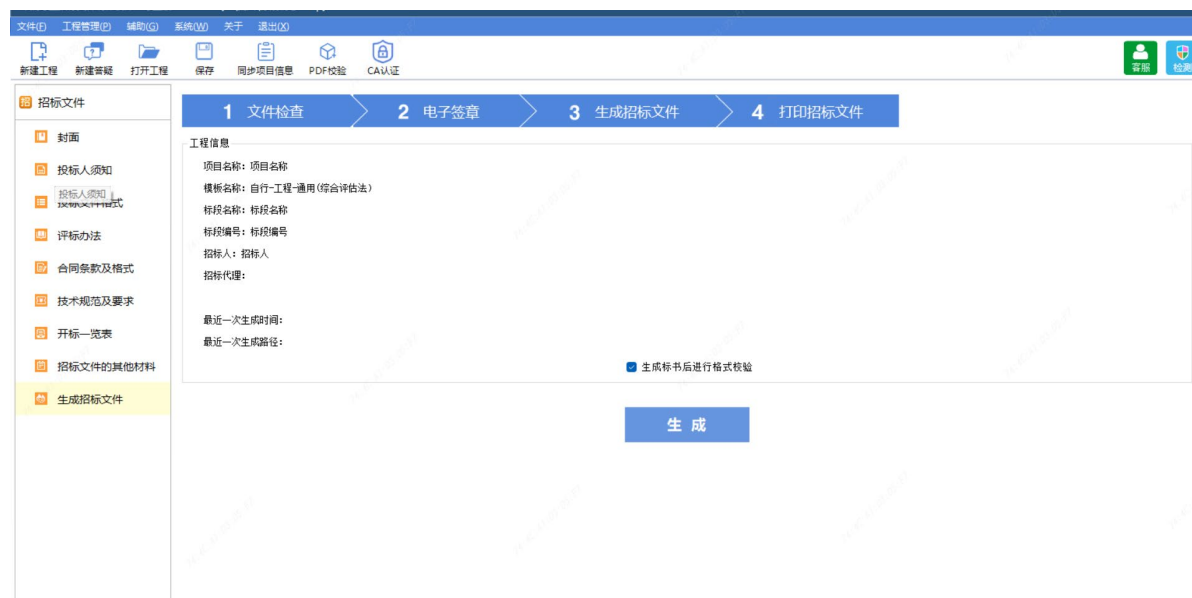 文件(F) 工程管理(P) 辅助(G) 系统(W) 关于 退出(X)
新建工程 新建答疑 打开工程 保存 同步项目信息 PDF校验 CA认证 客服 检测
招标文件
1 文件检查 2 电子签章 3 生成招标文件 4 打印招标文件
封面
投标人须知
投标人须知
投标文件格式
评标办法
合同条款及格式
技术规范及要求
开标一览表
招标文件的其他材料
生成招标文件
工程信息
项目名称：项目名称
模板名称：自行-工程-通用(综合评估法)
标段名称：标段名称
标段编号：标段编号
招标人：招标人
招标代理：
最近一次生成时间：
最近一次生成路径：
生成标书后进行格式校验
生 成